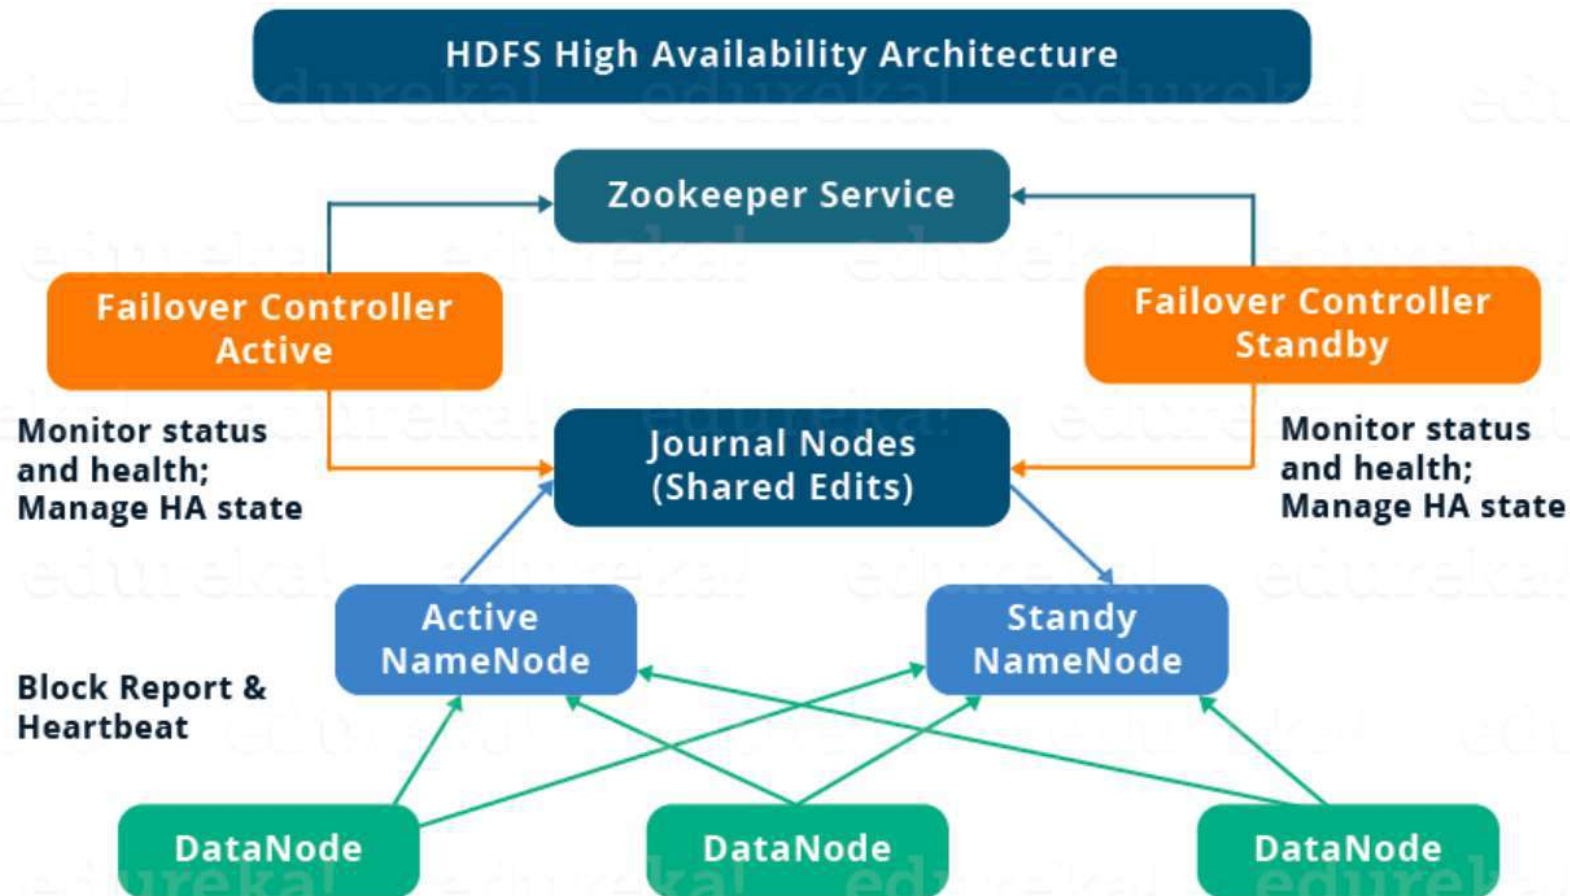 HDFS High Availability Architecture
Zookeeper Service
Failover Controller
Active
Failover Controller
Standby
Monitor status
and health;
Manage HA state
Journal Nodes
(Shared Edits)
Monitor status
and health;
Manage HA state
Active
NameNode
Standy
NameNode
Block Report &
Heartbeat
DataNode
DataNode
DataNode
edureka!